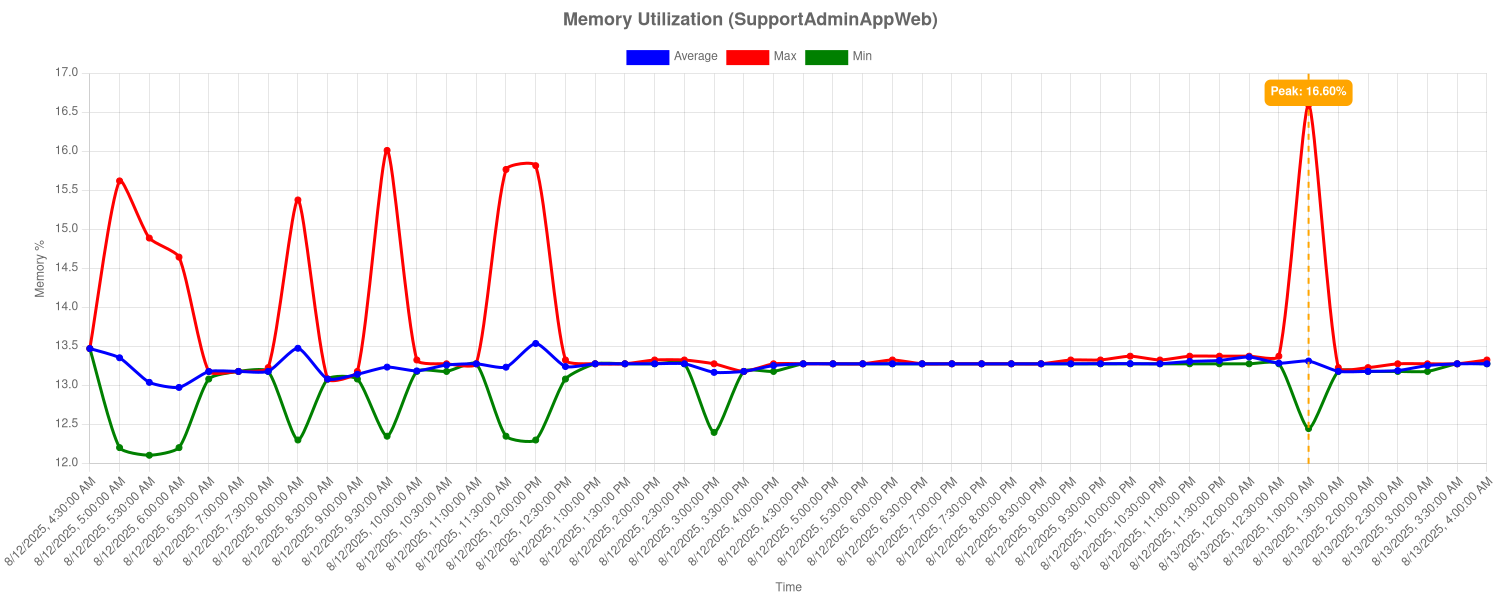 Memory Utilization (SupportAdminAppWeb)
Average Max Min
17.0
16.5
16.0
15.5
15.0
14.5
14.0
13.5
13.0
12.5
12.0
Memory %
Peak: 16.60%
8/12/2025, 4:30:00 AM
8/12/2025, 5:00:00 AM
8/12/2025, 5:30:00 AM
8/12/2025, 6:00:00 AM
8/12/2025, 6:30:00 AM
8/12/2025, 7:00:00 AM
8/12/2025, 7:30:00 AM
8/12/2025, 8:00:00 AM
8/12/2025, 8:30:00 AM
8/12/2025, 9:00:00 AM
8/12/2025, 9:30:00 AM
8/12/2025, 10:00:00 AM
8/12/2025, 10:30:00 AM
8/12/2025, 11:00:00 AM
8/12/2025, 11:30:00 AM
8/12/2025, 12:00:00 PM
8/12/2025, 12:30:00 PM
8/12/2025, 1:00:00 PM
8/12/2025, 1:30:00 PM
8/12/2025, 2:00:00 PM
8/12/2025, 2:30:00 PM
8/12/2025, 3:00:00 PM
8/12/2025, 3:30:00 PM
8/12/2025, 4:00:00 PM
8/12/2025, 4:30:00 PM
8/12/2025, 5:00:00 PM
8/12/2025, 5:30:00 PM
8/12/2025, 6:00:00 PM
8/12/2025, 6:30:00 PM
8/12/2025, 7:00:00 PM
8/12/2025, 7:30:00 PM
8/12/2025, 8:00:00 PM
8/12/2025, 8:30:00 PM
8/12/2025, 9:00:00 PM
8/12/2025, 9:30:00 PM
8/12/2025, 10:00:00 PM
8/12/2025, 10:30:00 PM
8/12/2025, 11:00:00 PM
8/12/2025, 11:30:00 PM
8/13/2025, 12:00:00 AM
8/13/2025, 12:30:00 AM
8/13/2025, 1:00:00 AM
8/13/2025, 1:30:00 AM
8/13/2025, 2:00:00 AM
8/13/2025, 2:30:00 AM
8/13/2025, 3:00:00 AM
8/13/2025, 3:30:00 AM
8/13/2025, 4:00:00 AM
Time